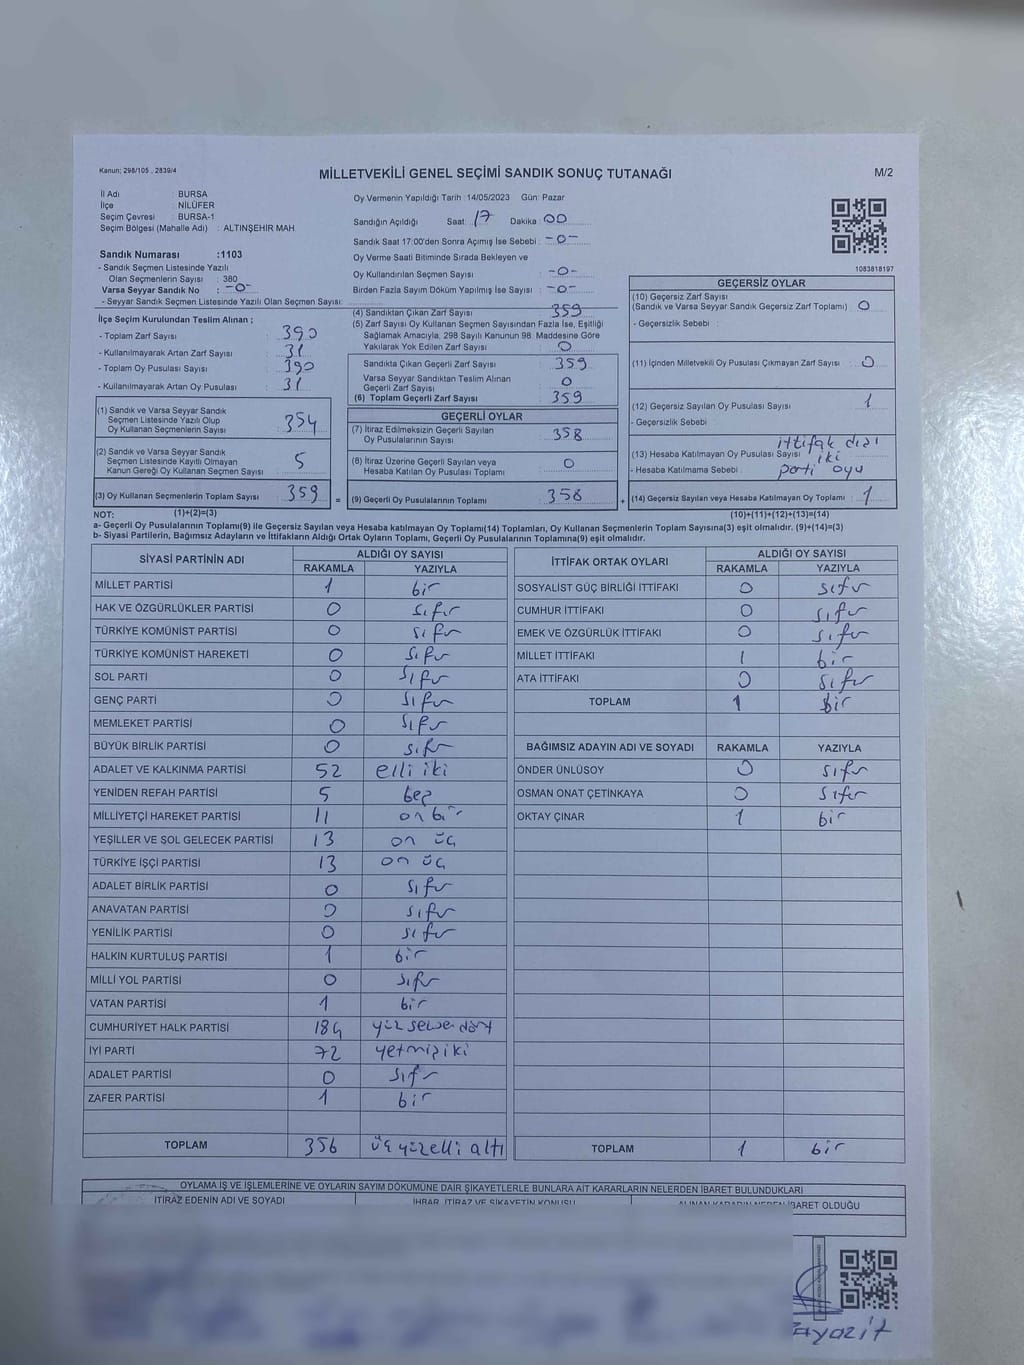 Kanun: 298/105 , 2839/4
MİLLETVEKİLİ GENEL SEÇİMİ SANDIK SONUÇ TUTANAĞI
M/2
İl Adı : BURSA
İlçe : NİLÜFER
Seçim Çevresi : BURSA-1
Seçim Bölgesi (Mahalle Adı) : ALTINŞEHİR MAH
Sandık Numarası :1103
- Sandık Seçmen Listesinde Yazılı
Olan Seçmenlerin Sayısı : 380
Varsa Seyyar Sandık No : -0-
- Seyyar Sandık Seçmen Listesinde Yazılı Olan Seçmen Sayısı:
Oy Vermenin Yapıldığı Tarih :14/05/2023 Gün: Pazar
Sandığın Açıldığı Saat: 17 Dakika: 00
Sandık Saat 17:00'den Sonra Açımış İse Sebebi : -0-
Oy Verme Saati Bitiminde Sırada Bekleyen ve
Oy Kullandırılan Seçmen Sayısı : -0-
Birden Fazla Sayım Döküm Yapılmış İse Sayısı : -0-
1083818197
İlçe Seçim Kurulundan Teslim Alınan ;
- Toplam Zarf Sayısı : 390
- Kullanılmayarak Artan Zarf Sayısı : 31
- Toplam Oy Pusulası Sayısı : 390
- Kullanılmayarak Artan Oy Pusulası : 31
(1) Sandık ve Varsa Seyyar Sandık
Seçmen Listesinde Yazılı Olup
Oy Kullanan Seçmenlerin Sayısı : 354
(2) Sandık ve Varsa Seyyar Sandık
Seçmen Listesinde Kayıtlı Olmayan
Kanun Gereği Oy Kullanan Seçmen Sayısı : 5
(3) Oy Kullanan Seçmenlerin Toplam Sayısı : 359
(4) Sandıktan Çıkan Zarf Sayısı : 359
(5) Zarf Sayısı Oy Kullanan Seçmen Sayısından Fazla İse, Eşitliği
Sağlamak Amacıyla, 298 Sayılı Kanunun 98. Maddesine Göre
Yakılarak Yok Edilen Zarf Sayısı : 0
Sandıkta Çıkan Geçerli Zarf Sayısı : 359
Varsa Seyyar Sandıktan Teslim Alınan
Geçerli Zarf Sayısı : 0
(6) Toplam Geçerli Zarf Sayısı : 359
GEÇERLİ OYLAR
(7) İtiraz Edilmeksizin Geçerli Sayılan
Oy Pusulalarının Sayısı : 358
(8) İtiraz Üzerine Geçerli Sayılan veya
Hesaba Katılan Oy Pusulası Toplamı : 0
= (9) Geçerli Oy Pusulalarının Toplamı : 358
GEÇERSİZ OYLAR
(10) Geçersiz Zarf Sayısı
(Sandık ve Varsa Seyyar Sandık Geçersiz Zarf Toplamı) : 0
- Geçersizlik Sebebi :
(11) İçinden Milletvekili Oy Pusulası Çıkmayan Zarf Sayısı : 0
(12) Geçersiz Sayılan Oy Pusulası Sayısı : 1
- Geçersizlik Sebebi
ittifak dışı
(13) Hesaba Katılmayan Oy Pusulası Sayısı : iki
- Hesaba Katılmama Sebebi : parti oyu
+ (14) Geçersiz Sayılan veya Hesaba Katılmayan Oy Toplamı : 1
NOT: (1)+(2)=(3)
(10)+(11)+(12)+(13)=(14)
a- Geçerli Oy Pusulalarının Toplamı(9) ile Geçersiz Sayılan veya Hesaba katılmayan Oy Toplamı(14) Toplamları, Oy Kullanan Seçmenlerin Toplam Sayısına(3) eşit olmalıdır. (9)+(14)=(3)
b- Siyasi Partilerin, Bağımsız Adayların ve İttifakların Aldığı Ortak Oyların Toplamı, Geçerli Oy Pusulalarının Toplamına(9) eşit olmalıdır.
SİYASİ PARTİNİN ADI ALDIĞI OY SAYISI
RAKAMLA YAZIYLA
MİLLET PARTİSİ 1 bir
HAK VE ÖZGÜRLÜKLER PARTİSİ 0 sıfır
TÜRKİYE KOMÜNİST PARTİSİ 0 sıfır
TÜRKİYE KOMÜNİST HAREKETİ 0 sıfır
SOL PARTİ 0 sıfır
GENÇ PARTİ 0 sıfır
MEMLEKET PARTİSİ 0 sıfır
BÜYÜK BİRLİK PARTİSİ 0 sıfır
ADALET VE KALKINMA PARTİSİ 52 elli iki
YENİDEN REFAH PARTİSİ 5 beş
MİLLİYETÇİ HAREKET PARTİSİ 11 on bir
YEŞİLLER VE SOL GELECEK PARTİSİ 13 on üç
TÜRKİYE İŞÇİ PARTİSİ 13 on üç
ADALET BİRLİK PARTİSİ 0 sıfır
ANAVATAN PARTİSİ 0 sıfır
YENİLİK PARTİSİ 0 sıfır
HALKIN KURTULUŞ PARTİSİ 1 bir
MİLLİ YOL PARTİSİ 0 sıfır
VATAN PARTİSİ 1 bir
CUMHURİYET HALK PARTİSİ 184 yüz seksen dört
İYİ PARTİ 72 yetmiş iki
ADALET PARTİSİ 0 sıfır
ZAFER PARTİSİ 1 bir
TOPLAM 356 üç yüz elli altı
İTTİFAK ORTAK OYLARI ALDIĞI OY SAYISI
RAKAMLA YAZIYLA
SOSYALİST GÜÇ BİRLİĞİ İTTİFAKI 0 sıfır
CUMHUR İTTİFAKI 0 sıfır
EMEK VE ÖZGÜRLÜK İTTİFAKI 0 sıfır
MİLLET İTTİFAKI 1 bir
ATA İTTİFAKI 0 sıfır
TOPLAM 1 bir
BAĞIMSIZ ADAYIN ADI VE SOYADI RAKAMLA YAZIYLA
ÖNDER ÜNLÜSOY 0 sıfır
OSMAN ONAT ÇETİNKAYA 0 sıfır
OKTAY ÇINAR 1 bir
TOPLAM 1 bir
OYLAMA İŞ VE İŞLEMLERİNE VE OYLARIN SAYIM DÖKÜMÜNE DAİR ŞİKAYETLERLE BUNLARA AİT KARARLARIN NELERDEN İBARET BULUNDUKLARI
İTİRAZ EDENİN ADI VE SOYADI İHBAR, İTİRAZ VE ŞİKAYETİN KONUSU ALINAN KARARIN NEDEN İBARET OLDUĞU